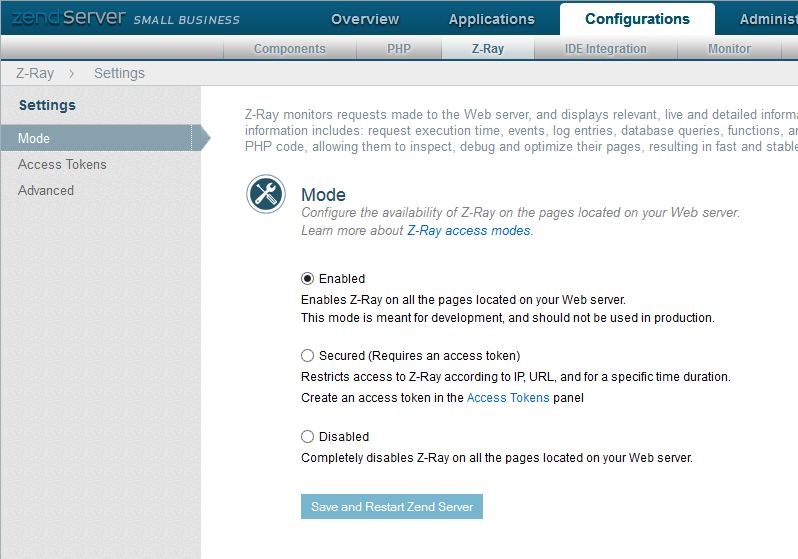 zend Server SMALL BUSINESS
Overview
Applications
Configurations
Administ
Components
PHP
Z-Ray
IDE Integration
Monitor
Z-Ray > Settings
Settings
Mode
Access Tokens
Advanced
Z-Ray monitors requests made to the Web server, and displays relevant, live and detailed informa
information includes: request execution time, events, log entries, database queries, functions, a
PHP code, allowing them to inspect, debug and optimize their pages, resulting in fast and stable
Mode
Configure the availability of Z-Ray on the pages located on your Web server.
Learn more about Z-Ray access modes.
Enabled
Enables Z-Ray on all the pages located on your Web server.
This mode is meant for development, and should not be used in production.
Secured (Requires an access token)
Restricts access to Z-Ray according to IP, URL, and for a specific time duration.
Create an access token in the Access Tokens panel
Disabled
Completely disables Z-Ray on all the pages located on your Web server.
Save and Restart Zend Server